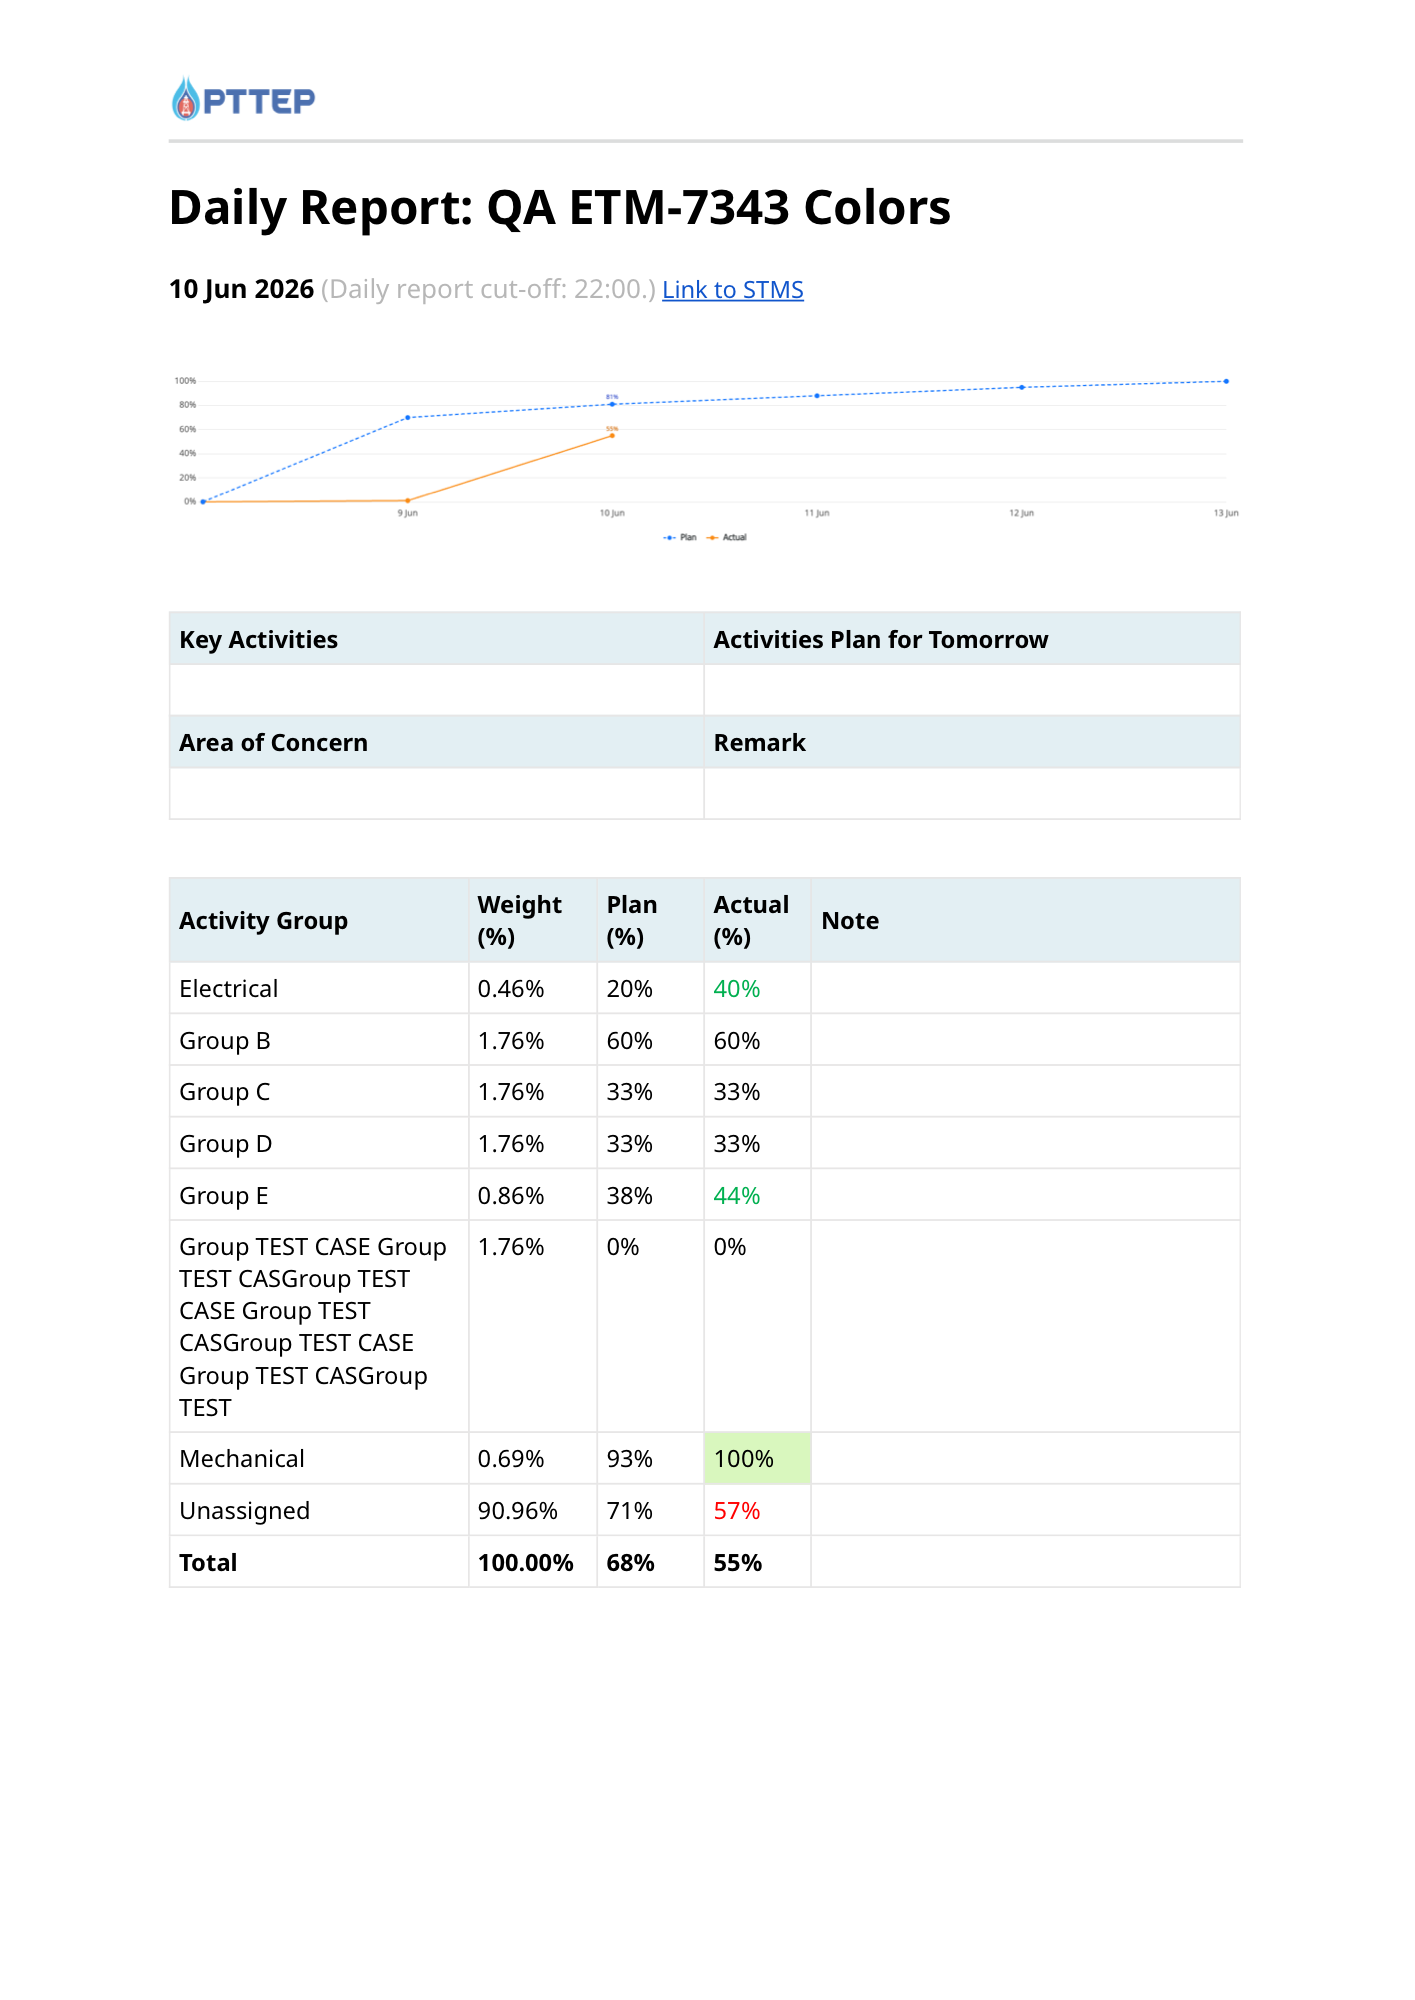 PTTEP
Daily Report: QA ETM-7343 Colors
10 Jun 2026 (Daily report cut-off: 22:00.) Link to STMS
100%
80%
60%
40%
20%
0%
81%
55%
9 Jun
10 Jun
11 Jun
12 Jun
13 Jun
Plan Actual
Key Activities Activities Plan for Tomorrow
Area of Concern Remark
Activity Group Weight (%) Plan (%) Actual (%) Note
Electrical 0.46% 20% 40%
Group B 1.76% 60% 60%
Group C 1.76% 33% 33%
Group D 1.76% 33% 33%
Group E 0.86% 38% 44%
Group TEST CASE Group 1.76% 0% 0%
TEST CASGroup TEST
CASE Group TEST
CASGroup TEST CASE
Group TEST CASGroup
TEST
Mechanical 0.69% 93% 100%
Unassigned 90.96% 71% 57%
Total 100.00% 68% 55%